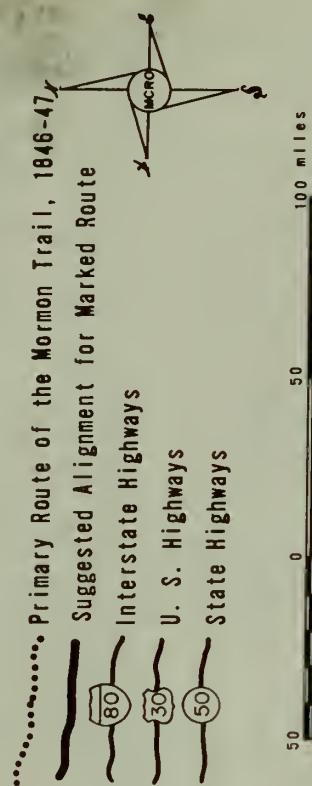 Primary Route of the Mormon Trail, 1846-47
Suggested Alignment for Marked Route
80 Interstate Highways
30 U. S. Highways
50 State Highways
MCRO
50 0 50 100 miles